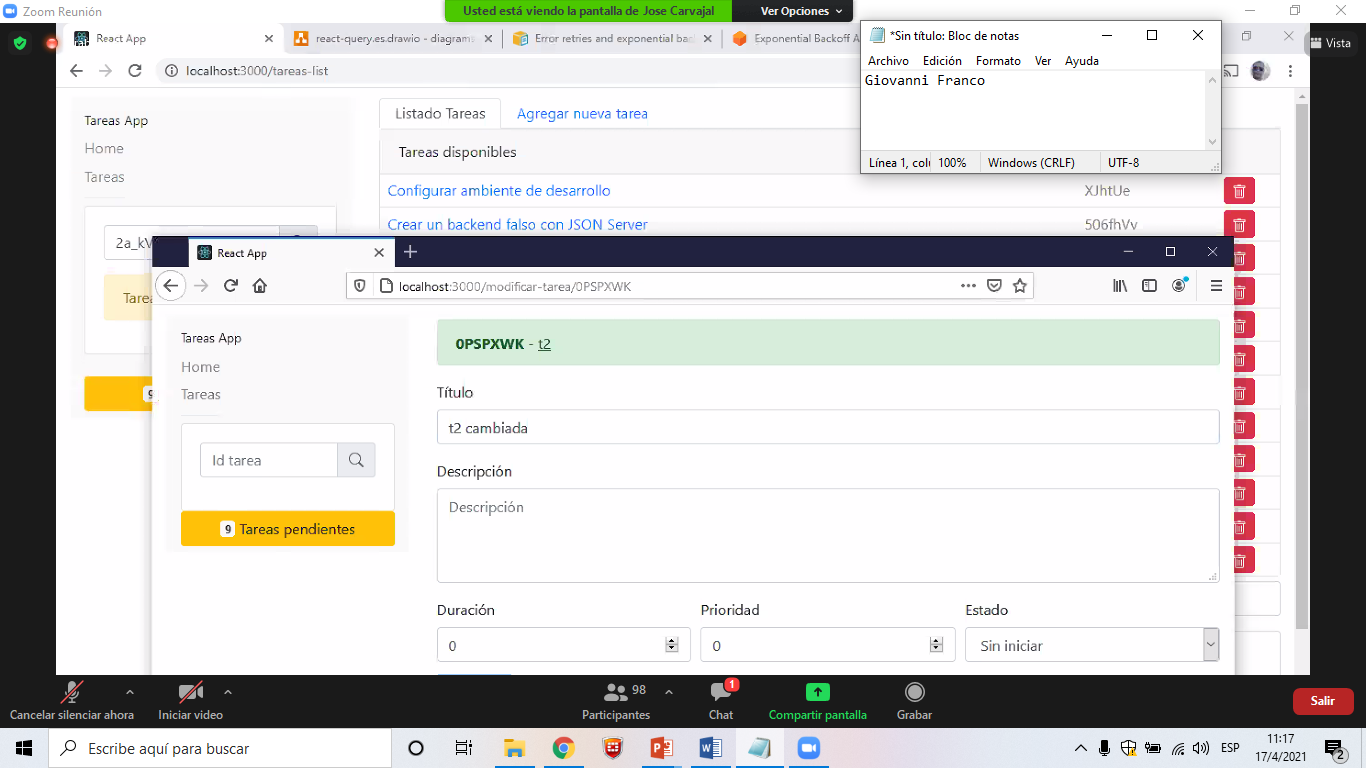 Zoom Reunión
Usted está viendo la pantalla de Jose Carvajal
Ver Opciones
React App
react-query.es.drawio - diagram
Error retries and exponential bac
Exponential Backoff A
Vista
localhost:3000/tareas-list
*Sin título: Bloc de notas
Archivo Edición Formato Ver Ayuda
Giovanni Franco
Línea 1, colu 100% Windows (CRLF) UTF-8
Tareas App
Home
Tareas
2a_kV
Tarea
9
Listado Tareas
Agregar nueva tarea
Tareas disponibles
Configurar ambiente de desarrollo XJhtUe
Crear un backend falso con JSON Server 506fhVv
React App
localhost:3000/modificar-tarea/0PSPXWK
Tareas App
Home
Tareas
Id tarea
9 Tareas pendientes
0PSPXWK - t2
Título
t2 cambiada
Descripción
Descripción
Duración Prioridad Estado
0 0 Sin iniciar
Cancelar silenciar ahora
Iniciar video
98
Participantes
1
Chat
Compartir pantalla
Grabar
Salir
Escribe aquí para buscar
ESP
11:17
17/4/2021
2